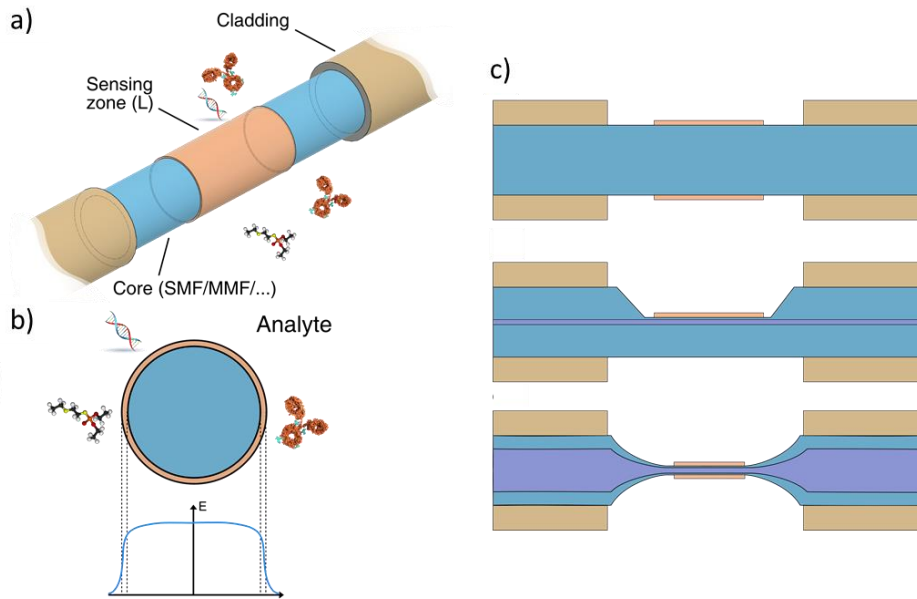 a)
Cladding
Sensing
zone (L)
Core (SMF/MMF/...)
b)
Analyte
E
c)